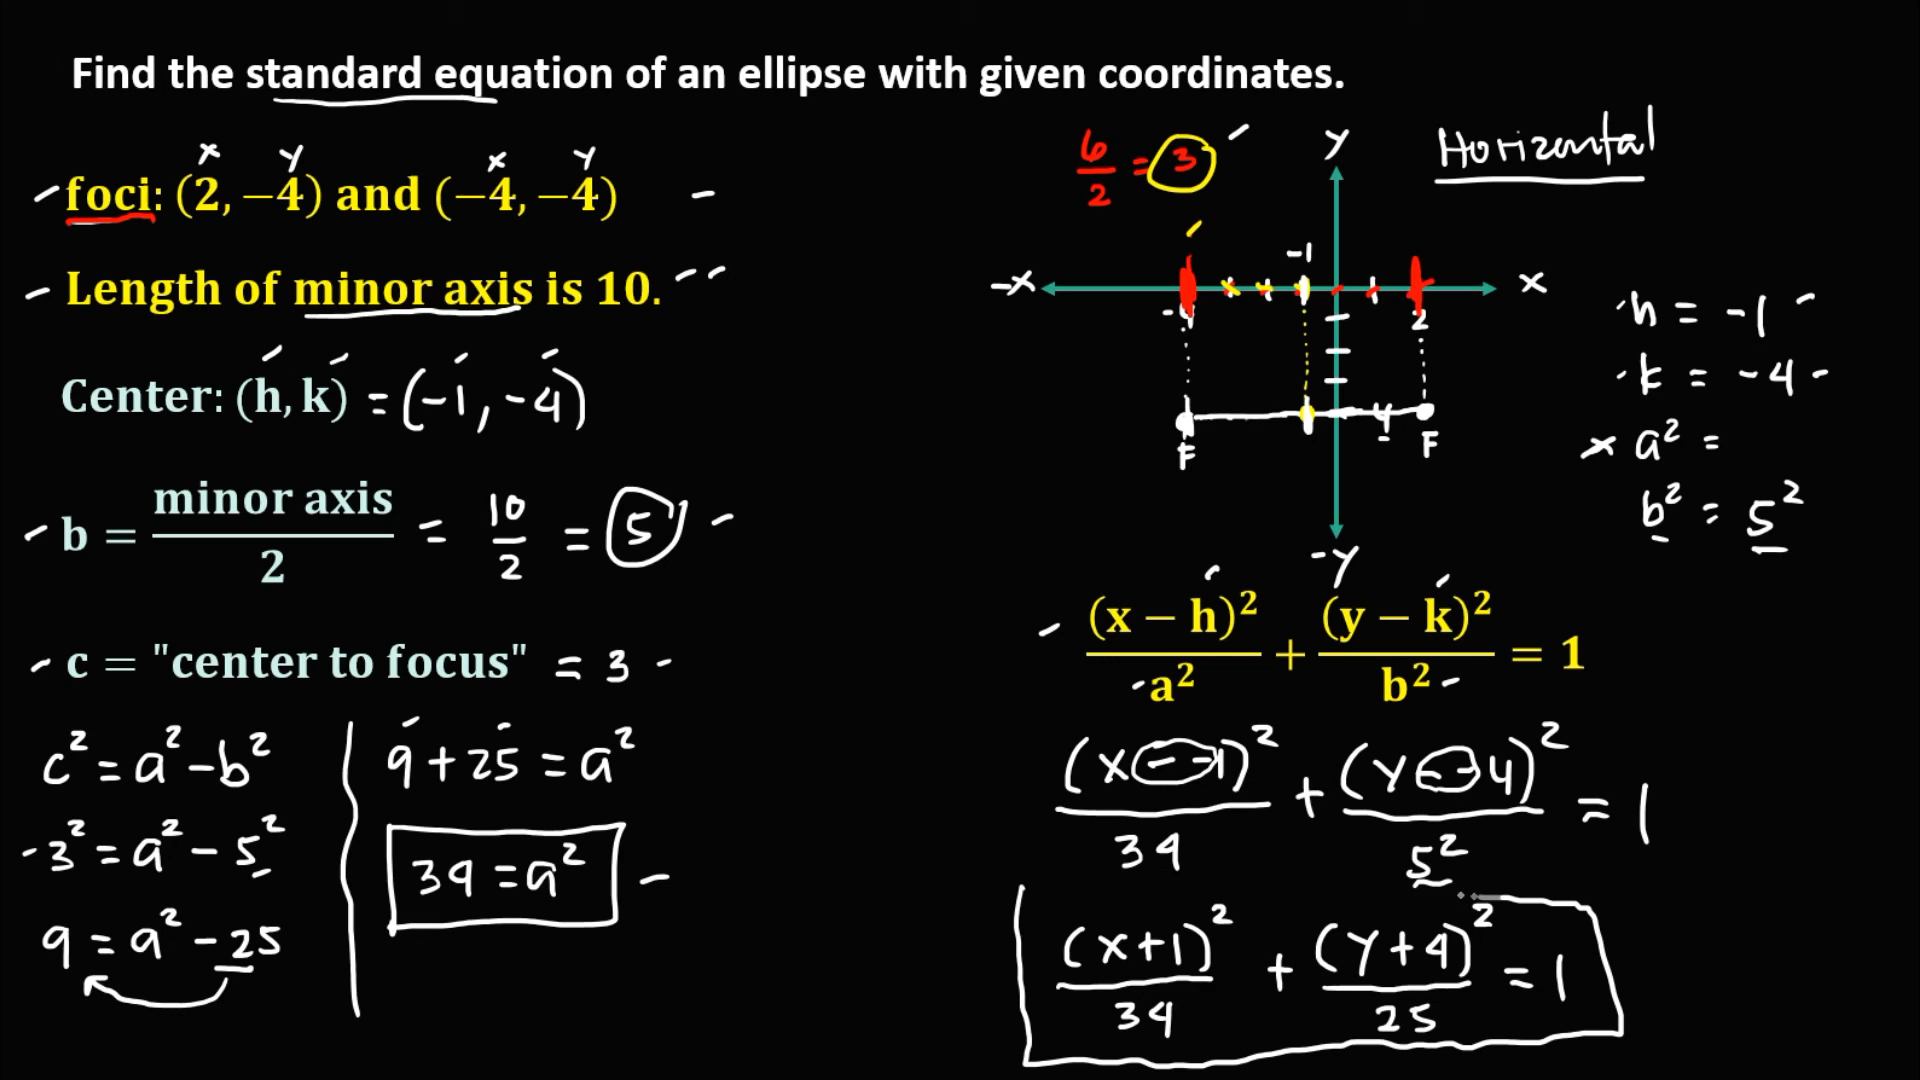 Find the standard equation of an ellipse with given coordinates.
x y x y
foci: (2, −4) and (−4, −4)
Length of minor axis is 10.
Center: (h, k) = (-1, -4)
b = minor axis / 2 = 10/2 = 5
c = "center to focus" = 3
c² = a² - b²
3² = a² - 5²
9 = a² - 25
9 + 25 = a²
34 = a²
6/2 = 3
Horizontal
Y
-1
-X X
-4 2
-4
F F
-Y
h = -1
k = -4
a² =
b² = 5²
(x − h)²/a² + (y − k)²/b² = 1
(x - -1)²/34 + (y - -4)²/5² = 1
(x+1)²/34 + (y+4)²/25 = 1